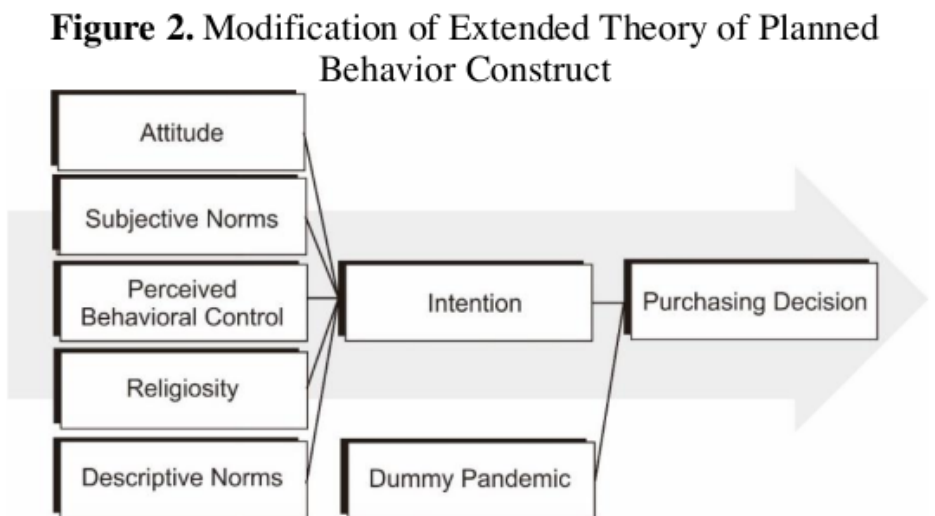 Figure 2. Modification of Extended Theory of Planned
Behavior Construct
Attitude
Subjective Norms
Perceived
Behavioral Control
Religiosity
Descriptive Norms
Intention
Dummy Pandemic
Purchasing Decision